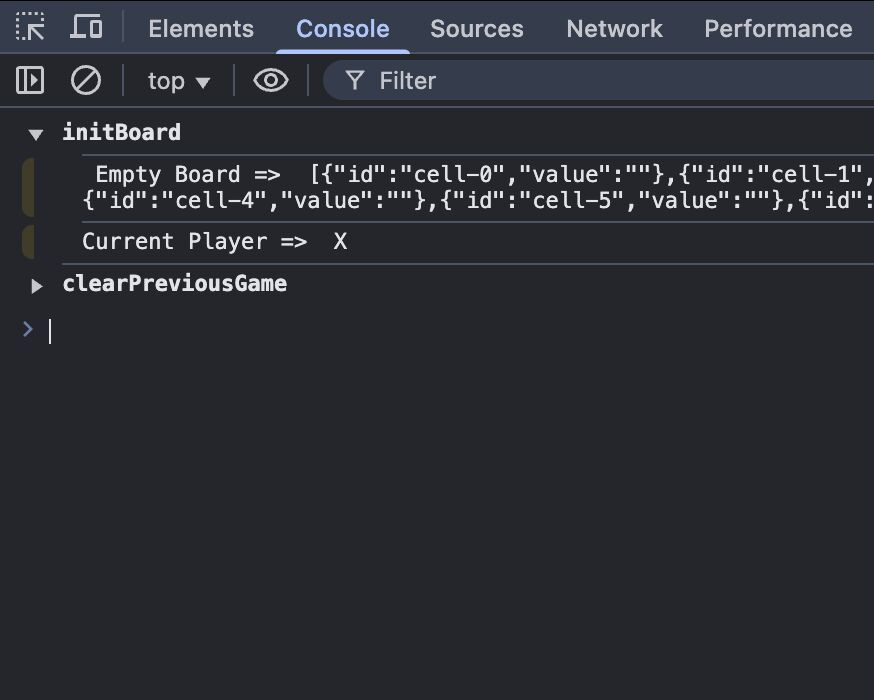 Elements Console Sources Network Performance
top Filter
initBoard
Empty Board => [{"id":"cell-0","value":""},{"id":"cell-1",
{"id":"cell-4","value":""},{"id":"cell-5","value":""},{"id":
Current Player => X
clearPreviousGame